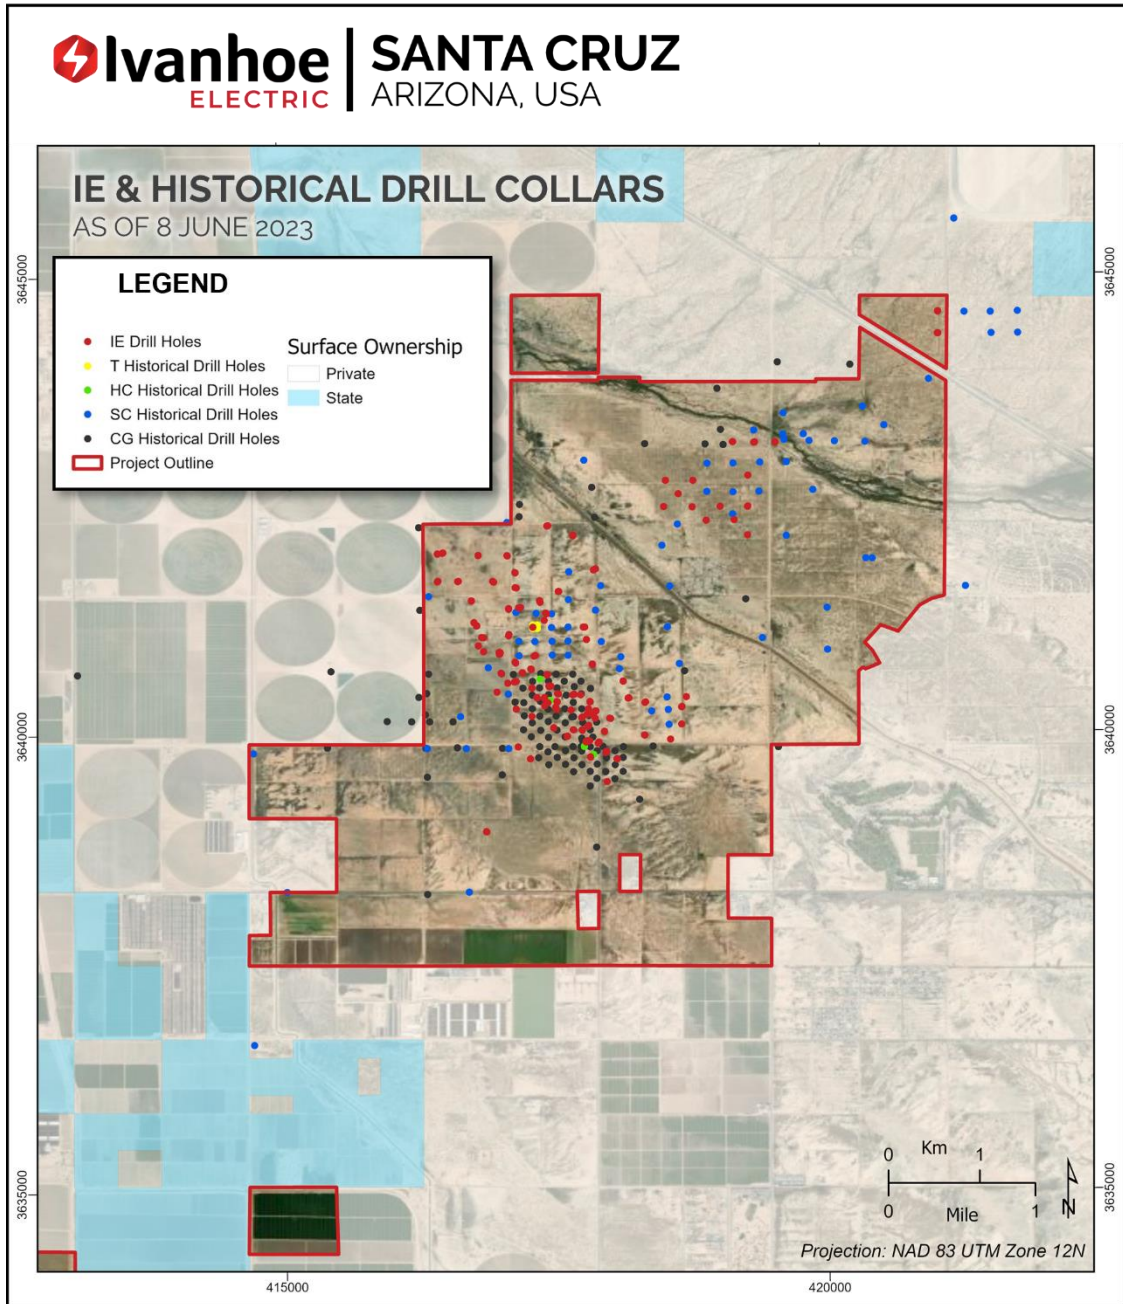 Ivanhoe
ELECTRIC
SANTA CRUZ
ARIZONA, USA
IE & HISTORICAL DRILL COLLARS
AS OF 8 JUNE 2023
LEGEND
IE Drill Holes
T Historical Drill Holes
HC Historical Drill Holes
SC Historical Drill Holes
CG Historical Drill Holes
Project Outline
Surface Ownership
Private
State
3645000
3645000
3640000
3640000
3635000
3635000
0 Km 1
0 Mile 1
N
Projection: NAD 83 UTM Zone 12N
415000
420000